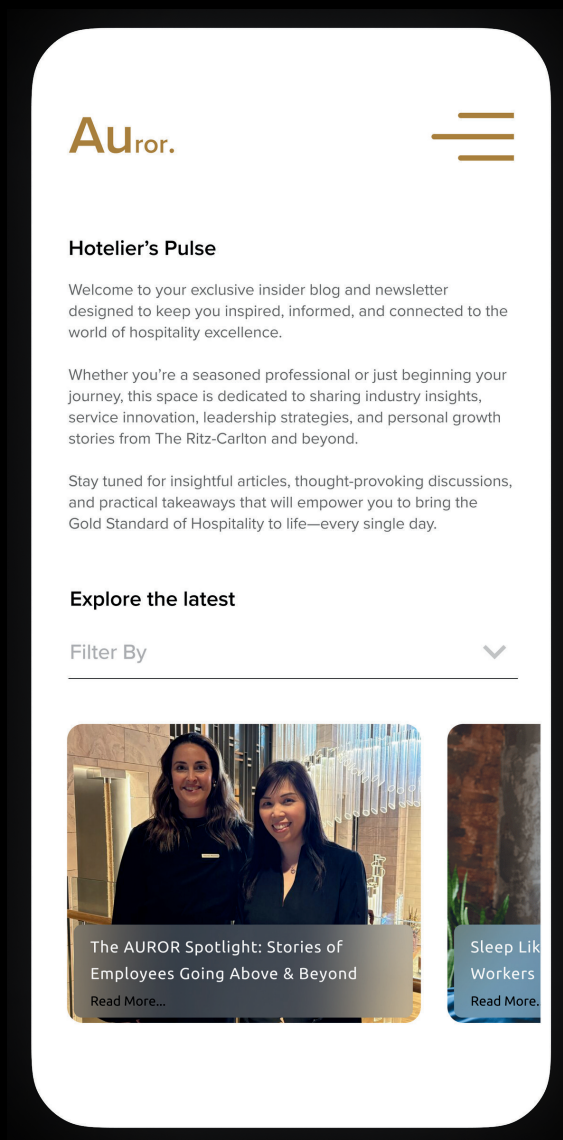 Auror.
Hotelier’s Pulse
Welcome to your exclusive insider blog and newsletter
designed to keep you inspired, informed, and connected to the
world of hospitality excellence.
Whether you’re a seasoned professional or just beginning your
journey, this space is dedicated to sharing industry insights,
service innovation, leadership strategies, and personal growth
stories from The Ritz-Carlton and beyond.
Stay tuned for insightful articles, thought-provoking discussions,
and practical takeaways that will empower you to bring the
Gold Standard of Hospitality to life—every single day.
Explore the latest
Filter By
The AUROR Spotlight: Stories of
Employees Going Above & Beyond
Read More...
Sleep Lik
Workers
Read More.